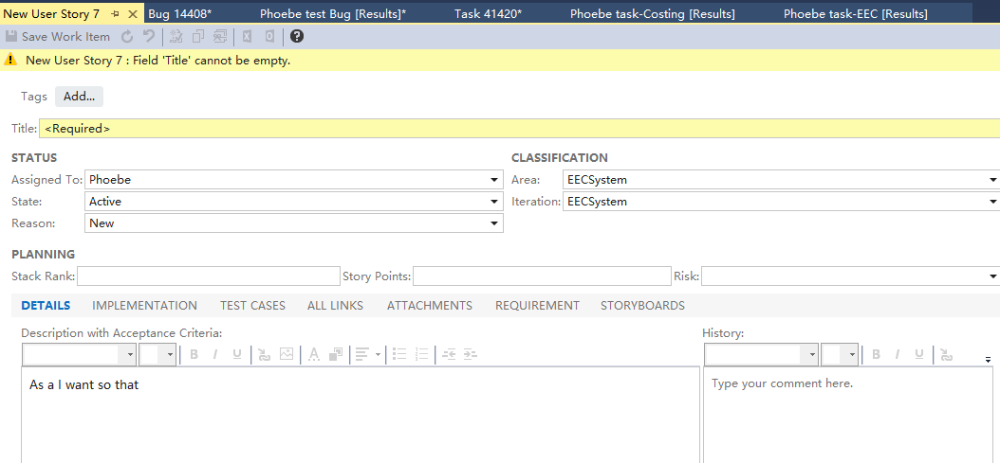 New User Story 7 Bug 14408* Phoebe test Bug [Results]* Task 41420* Phoebe task-Costing [Results] Phoebe task-EEC [Results]
Save Work Item
New User Story 7 : Field 'Title' cannot be empty.
Tags Add...
Title: <Required>
STATUS CLASSIFICATION
Assigned To: Phoebe Area: EECSystem
State: Active Iteration: EECSystem
Reason: New
PLANNING
Stack Rank: Story Points: Risk:
DETAILS IMPLEMENTATION TEST CASES ALL LINKS ATTACHMENTS REQUIREMENT STORYBOARDS
Description with Acceptance Criteria: History:
B I U A B I U
As a I want so that Type your comment here.